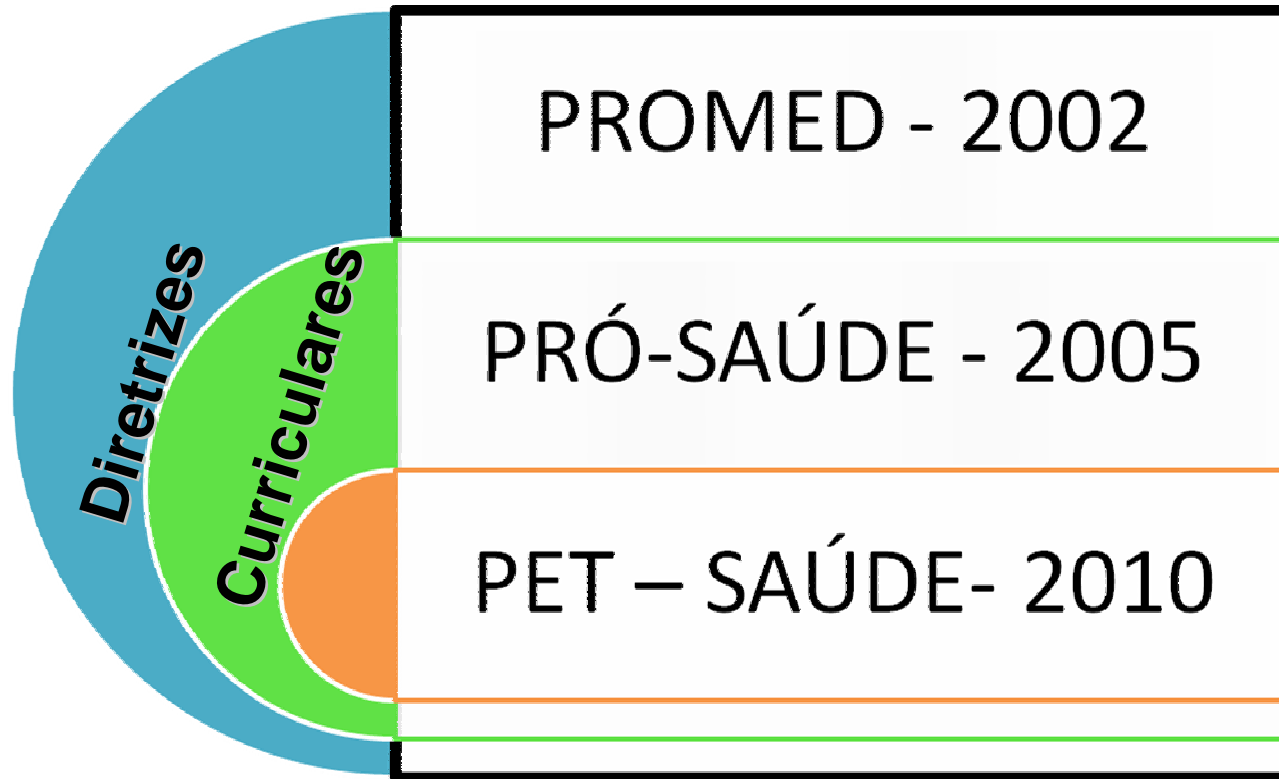 Diretrizes
Curriculares
PROMED - 2002
PRÓ-SAÚDE - 2005
PET – SAÚDE- 2010